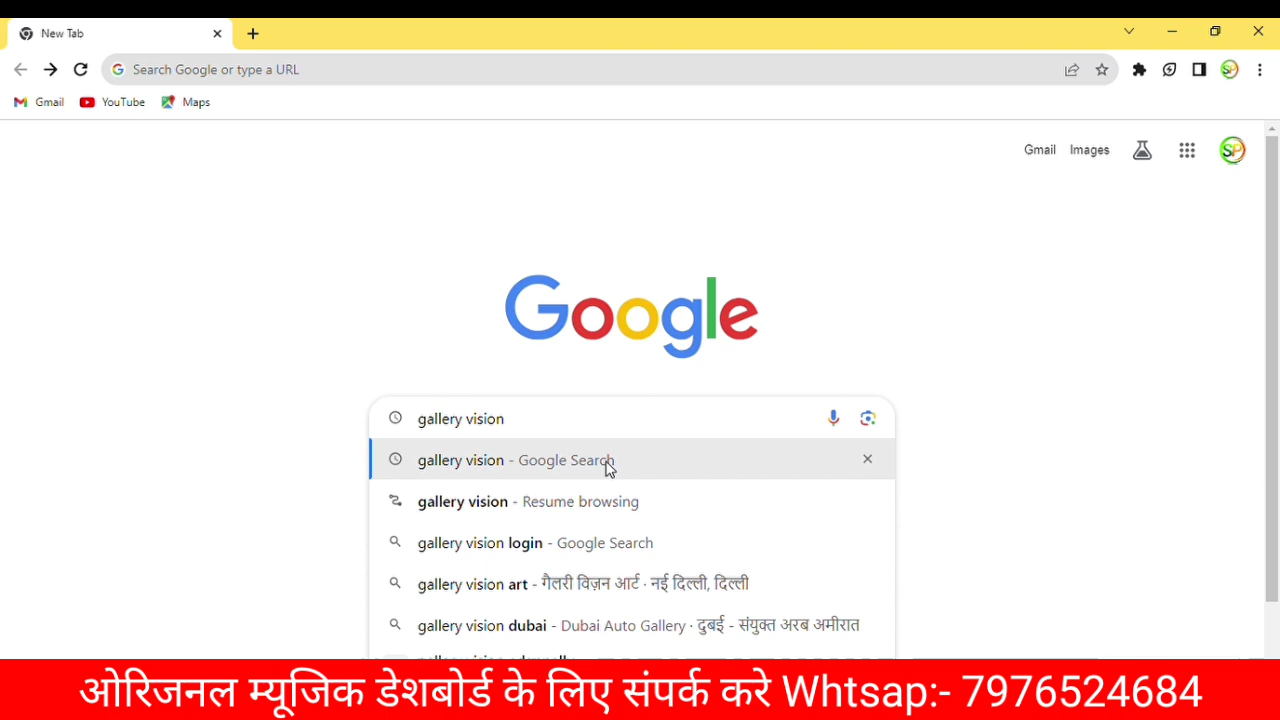 New Tab
Search Google or type a URL
SP
Gmail YouTube Maps
Gmail Images SP
Google
gallery vision
gallery vision - Google Search
gallery vision - Resume browsing
gallery vision login - Google Search
gallery vision art - गैलरी विज़न आर्ट · नई दिल्ली, दिल्ली
gallery vision dubai - Dubai Auto Gallery · दुबई - संयुक्त अरब अमीरात
ओरिजनल म्यूजिक डेशबोर्ड के लिए संपर्क करे Whtsap:- 7976524684